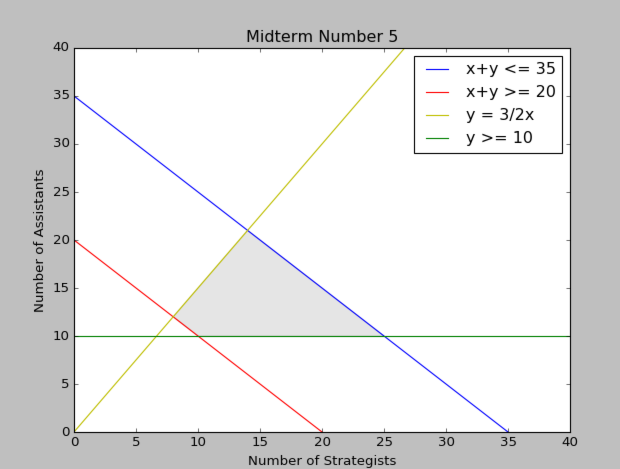 Midterm Number 5
x+y <= 35
x+y >= 20
y = 3/2x
y >= 10
40
35
30
25
20
15
10
5
0
Number of Assistants
0 5 10 15 20 25 30 35 40
Number of Strategists